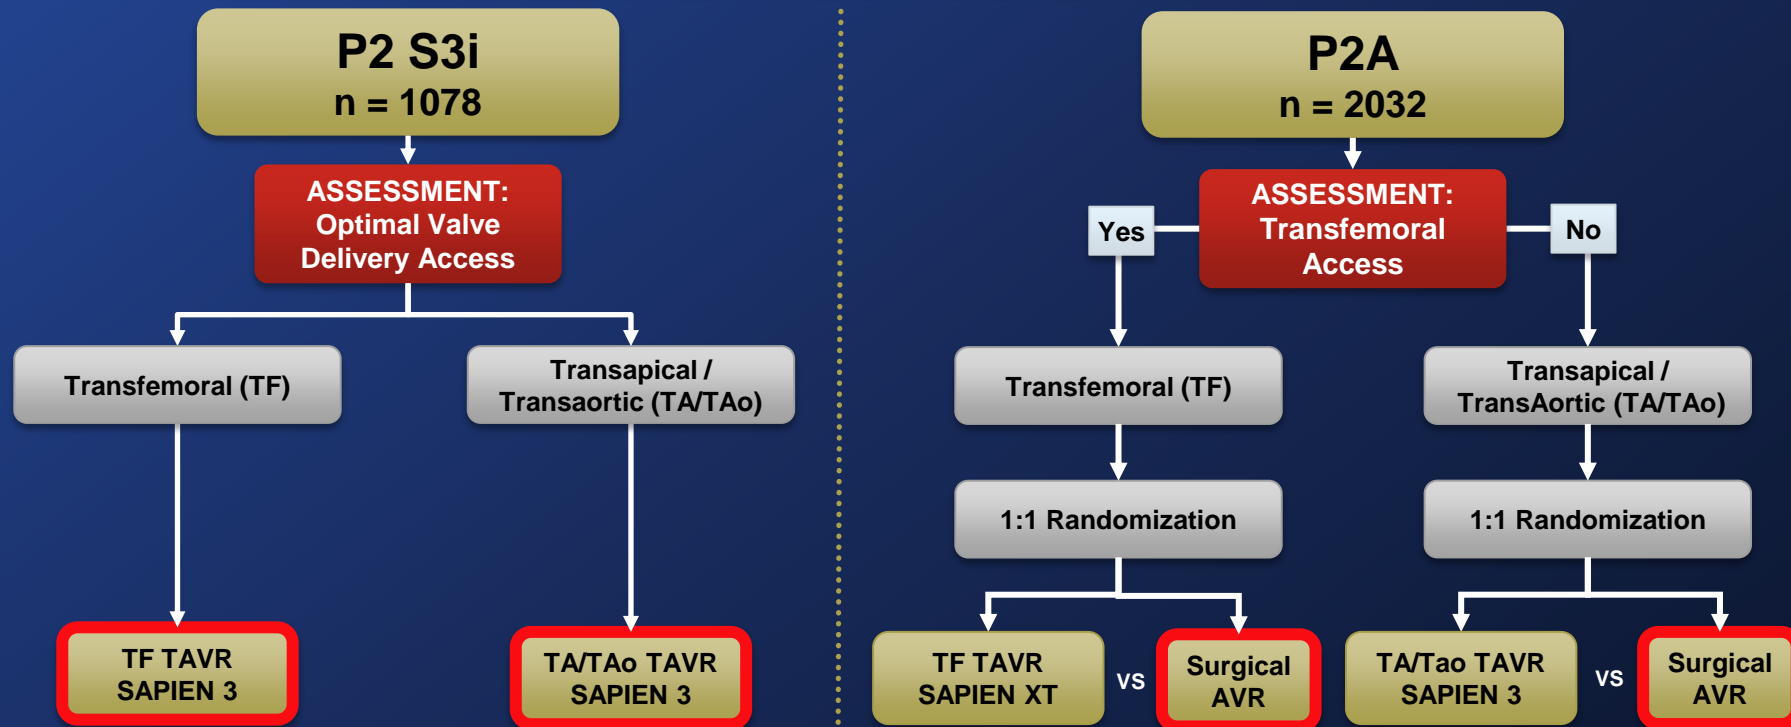 P2 S3i
n = 1078
ASSESSMENT:
Optimal Valve
Delivery Access
Transfemoral (TF)
Transapical /
Transaortic (TA/TAo)
TF TAVR
SAPIEN 3
TA/TAo TAVR
SAPIEN 3
P2A
n = 2032
ASSESSMENT:
Transfemoral
Access
Yes
No
Transfemoral (TF)
Transapical /
TransAortic (TA/TAo)
1:1 Randomization
1:1 Randomization
TF TAVR
SAPIEN XT
VS
Surgical
AVR
TA/Tao TAVR
SAPIEN 3
VS
Surgical
AVR